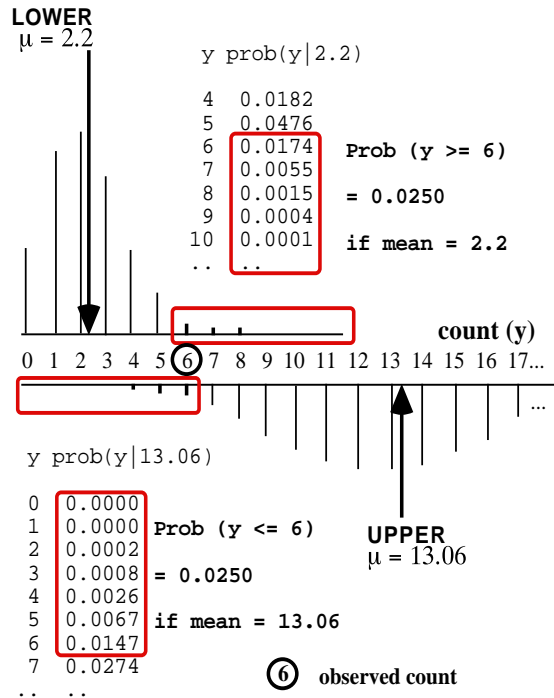 LOWER
μ = 2.2
y prob(y|2.2)
4 0.0182
5 0.0476
6 0.0174
7 0.0055
8 0.0015
9 0.0004
10 0.0001
.. ..
Prob (y >= 6)
= 0.0250
if mean = 2.2
count (y)
0 1 2 3 4 5 6 7 8 9 10 11 12 13 14 15 16 17...
...
y prob(y|13.06)
0 0.0000
1 0.0000
2 0.0002
3 0.0008
4 0.0026
5 0.0067
6 0.0147
7 0.0274
.. ..
Prob (y <= 6)
= 0.0250
if mean = 13.06
UPPER
μ = 13.06
6 observed count